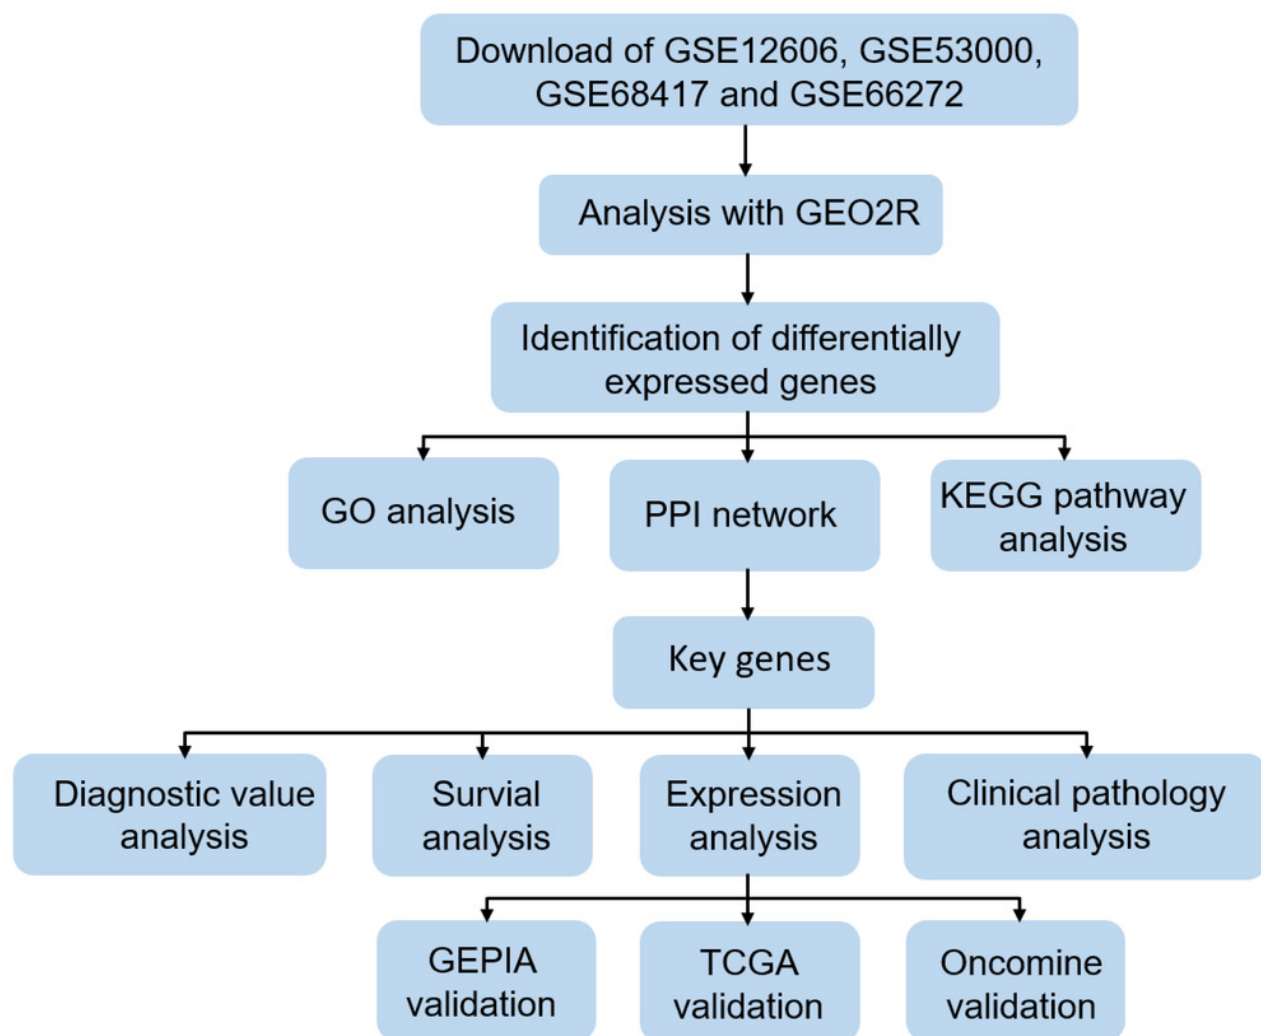 Download of GSE12606, GSE53000,
GSE68417 and GSE66272
Analysis with GEO2R
Identification of differentially
expressed genes
GO analysis
PPI network
KEGG pathway
analysis
Key genes
Diagnostic value
analysis
Survial
analysis
Expression
analysis
Clinical pathology
analysis
GEPIA
validation
TCGA
validation
Oncomine
validation